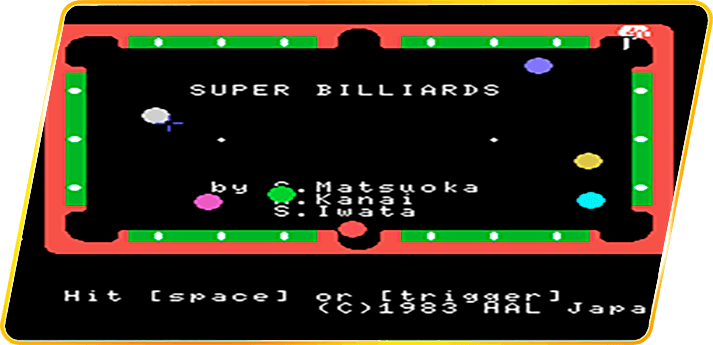 SUPER BILLIARDS
by .Matsuoka
.Kanai
S.Iwata
Hit [space] or [trigger]
(C)1983 HAL Japa